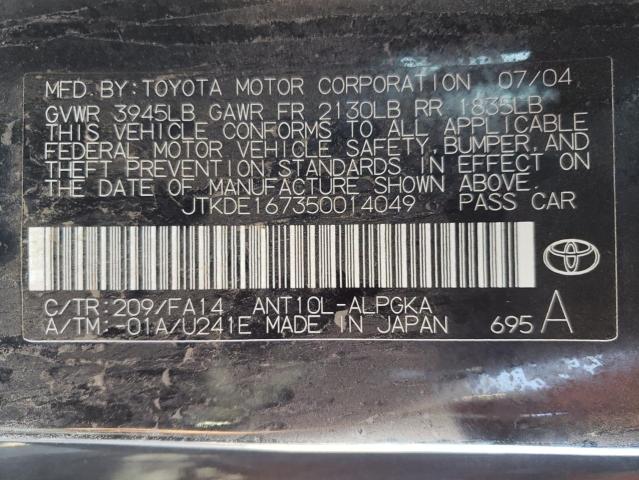 MFD. BY: TOYOTA MOTOR CORPORATION 07/04
GVWR 3945LB GAWR FR 2130LB RR 1835LB
THIS VEHICLE CONFORMS TO ALL APPLICABLE
FEDERAL MOTOR VEHICLE SAFETY, BUMPER, AND
THEFT PREVENTION STANDARDS IN EFFECT ON
THE DATE OF MANUFACTURE SHOWN ABOVE.
JTKDE167350014049 PASS CAR
C/TR: 209/FA14 ANT10L-ALPGKA
A/TM: -01A/U241E MADE IN JAPAN 695 A